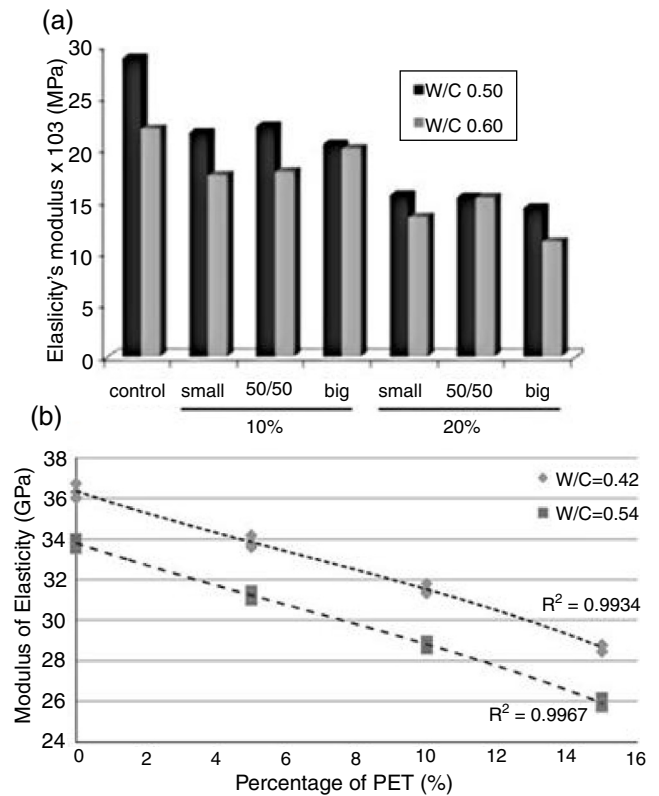 (a)
Elaslicity's modulus x 103 (MPa)
30
25
20
15
10
5
0
W/C 0.50
W/C 0.60
control small 50/50 big small 50/50 big
10% 20%
(b)
Modulus of Elasticity (GPa)
38
36
34
32
30
28
26
24
W/C=0.42
W/C=0.54
R² = 0.9934
R² = 0.9967
0 2 4 6 8 10 12 14 16
Percentage of PET (%)